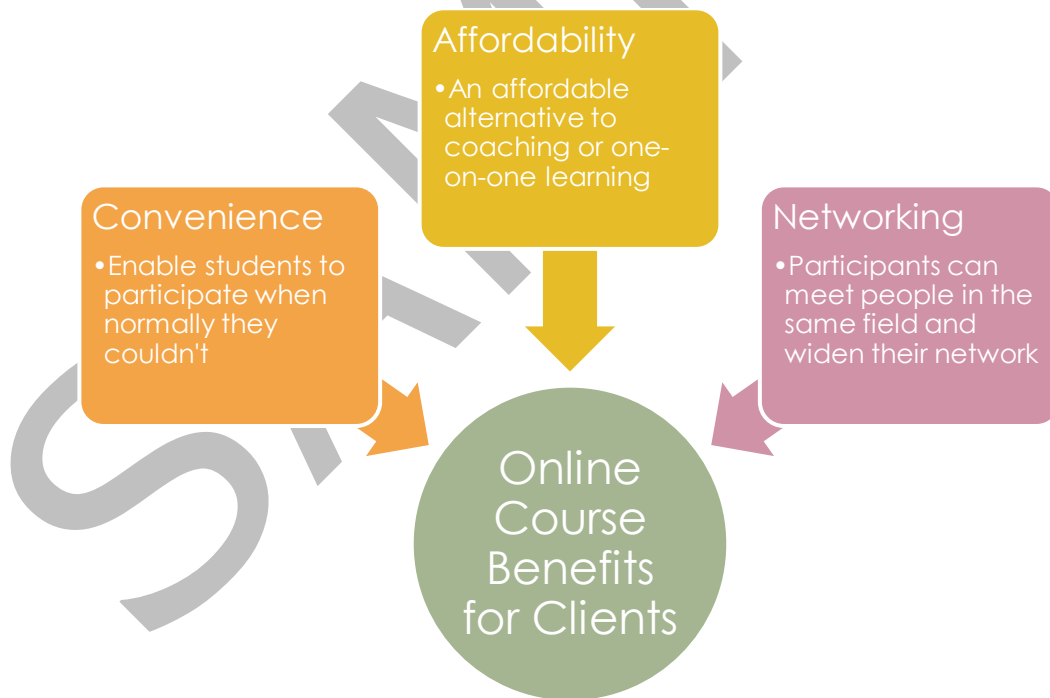 Affordability
•An affordable
alternative to
coaching or one-
on-one learning
Convenience
•Enable students to
participate when
normally they
couldn't
Networking
•Participants can
meet people in the
same field and
widen their network
Online
Course
Benefits
for Clients